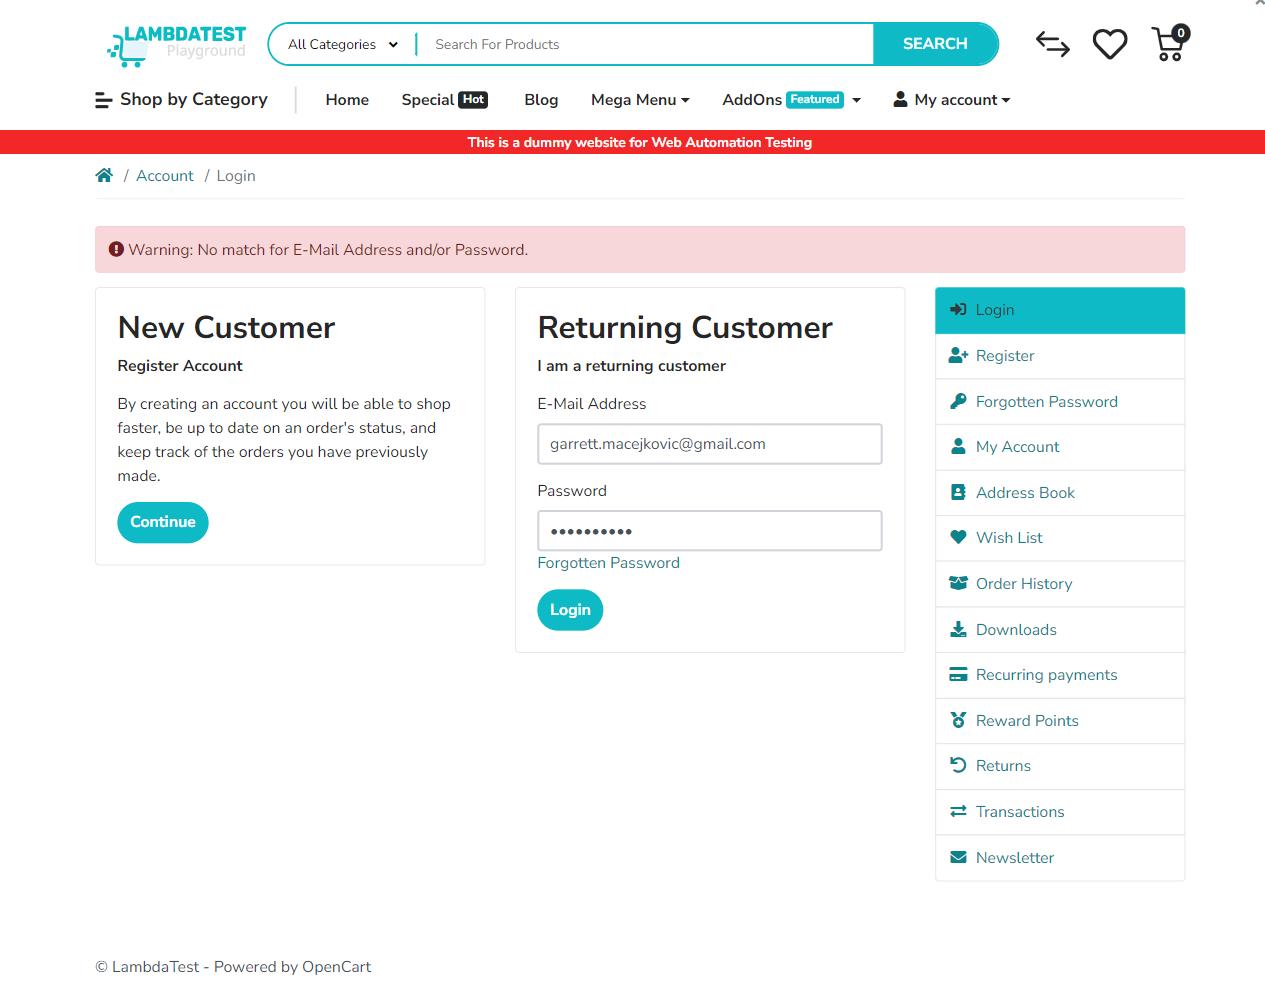 LAMBDATEST
Playground
All Categories
Search For Products
SEARCH
0
Shop by Category
Home
Special Hot
Blog
Mega Menu
AddOns Featured
My account
This is a dummy website for Web Automation Testing
/ Account / Login
Warning: No match for E-Mail Address and/or Password.
New Customer
Register Account
By creating an account you will be able to shop
faster, be up to date on an order's status, and
keep track of the orders you have previously
made.
Continue
Returning Customer
I am a returning customer
E-Mail Address
garrett.macejkovic@gmail.com
Password
••••••••••
Forgotten Password
Login
Login
Register
Forgotten Password
My Account
Address Book
Wish List
Order History
Downloads
Recurring payments
Reward Points
Returns
Transactions
Newsletter
© LambdaTest - Powered by OpenCart